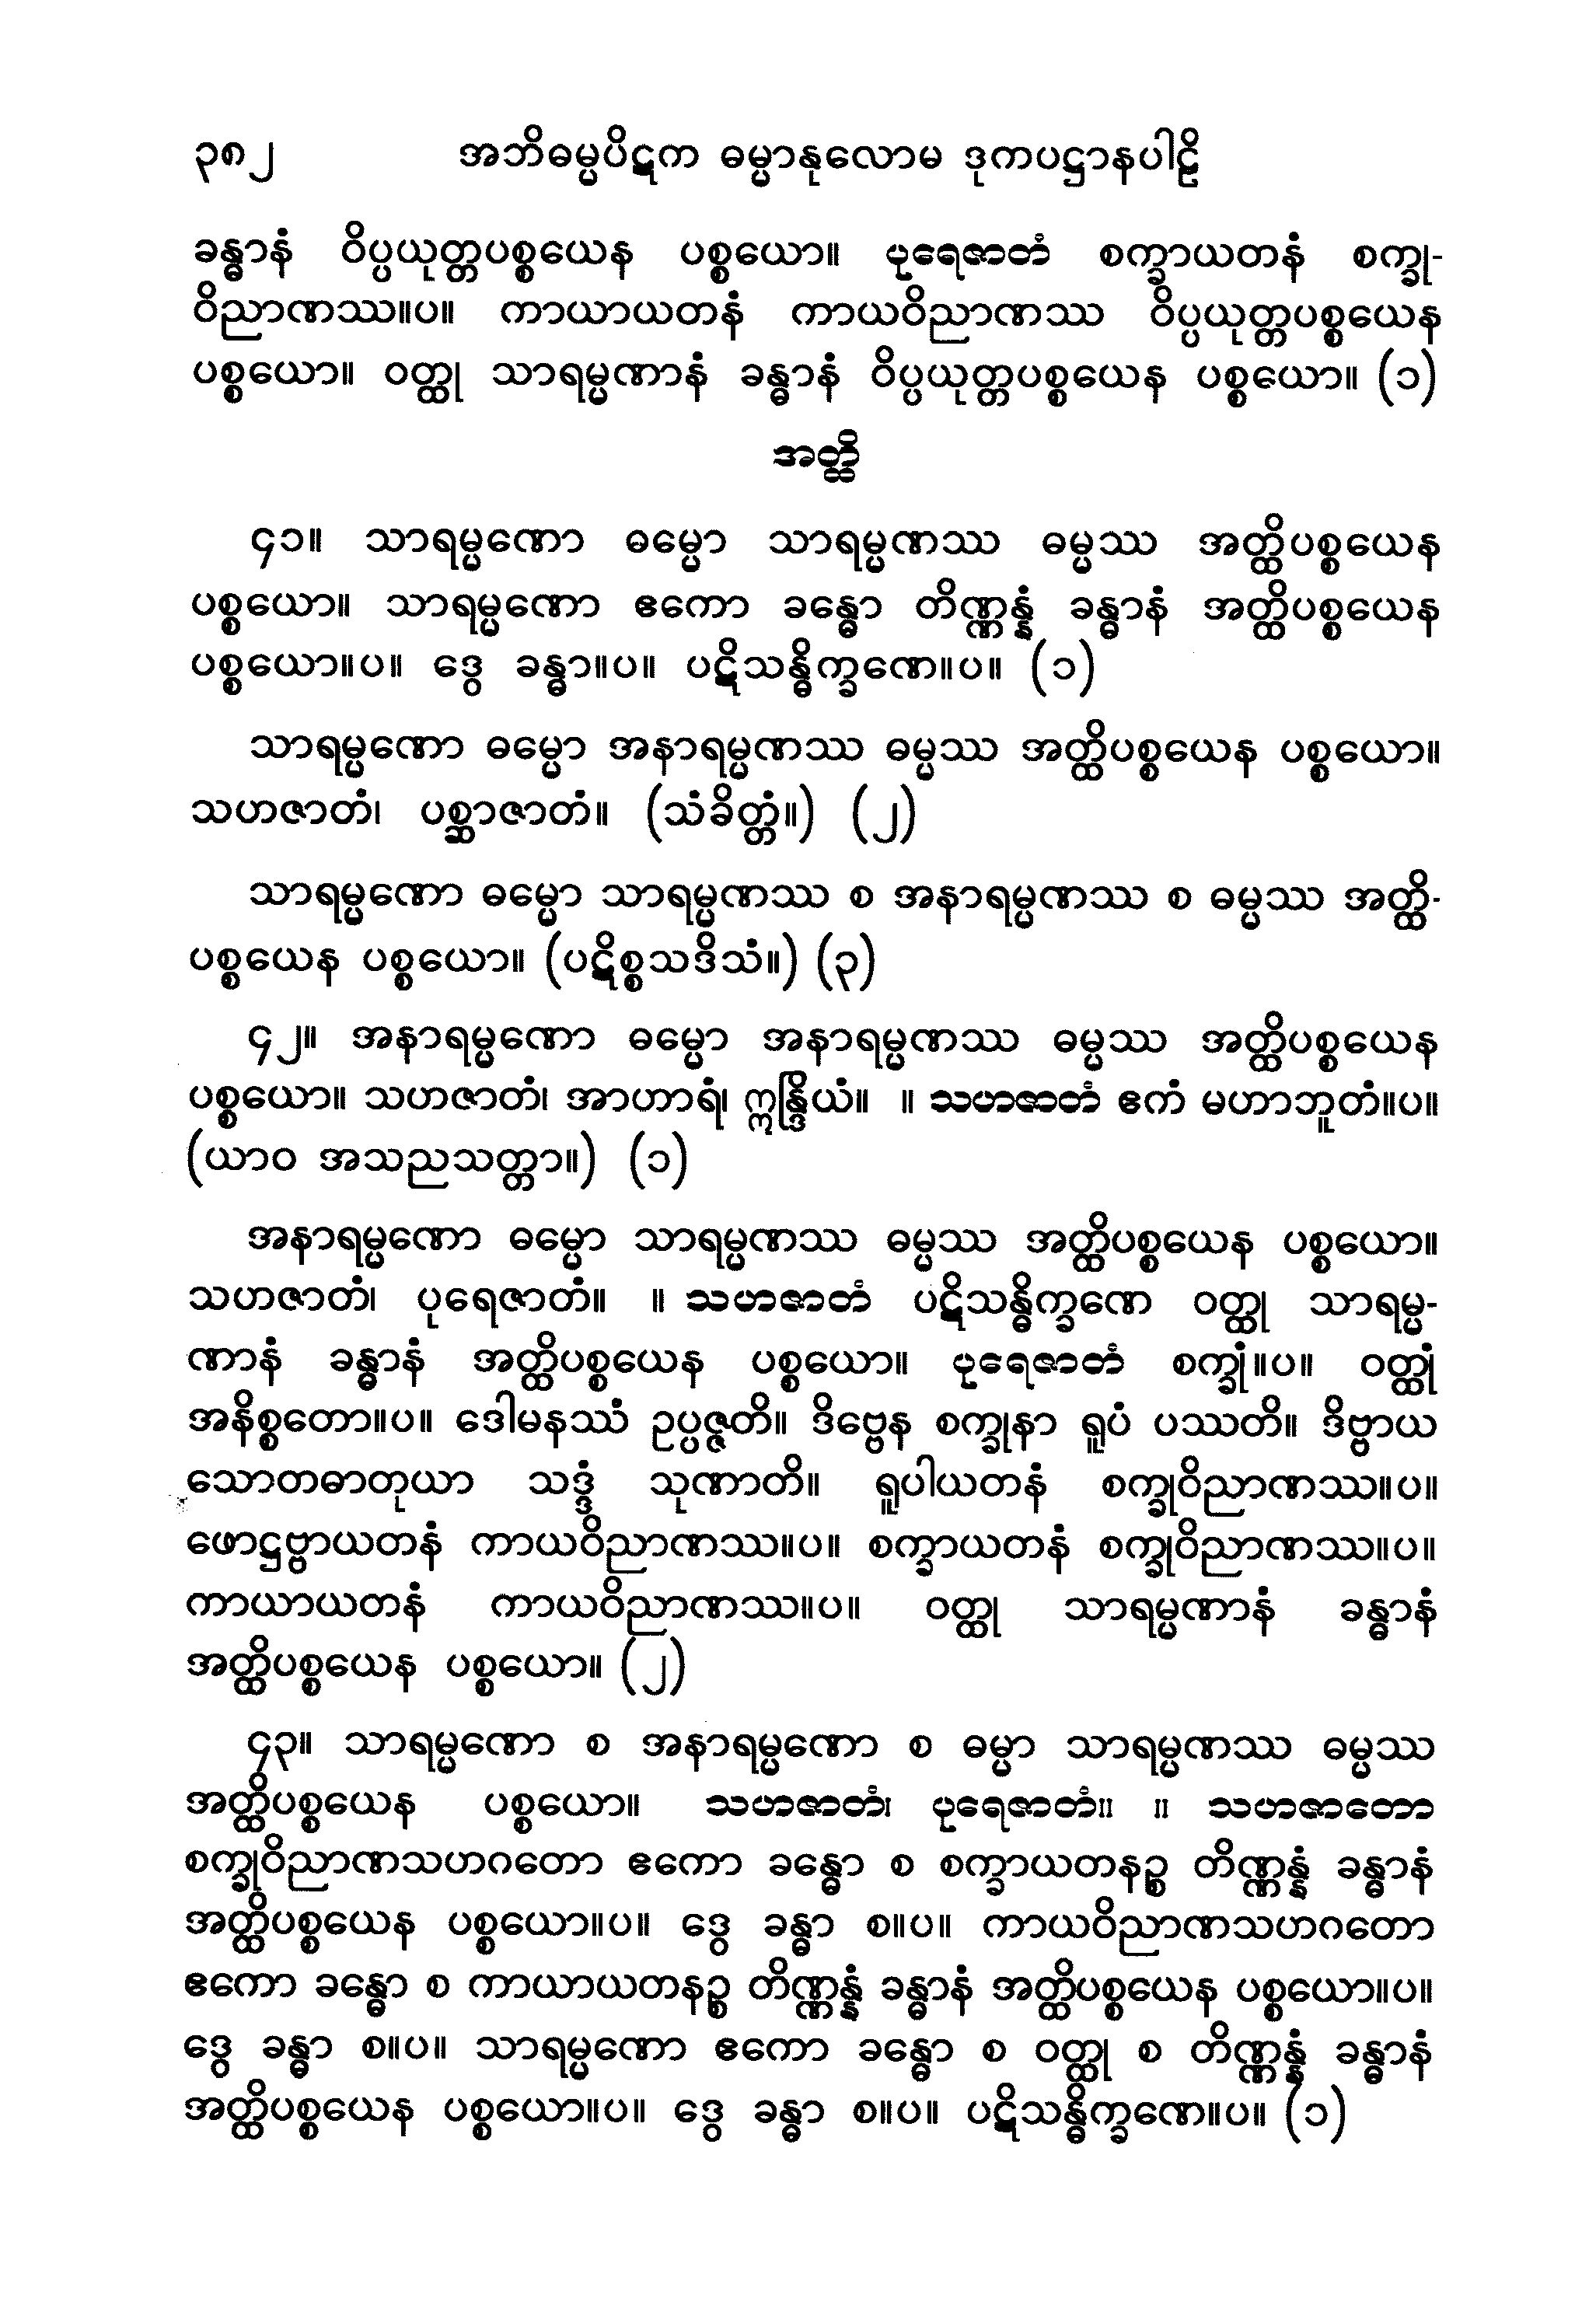 ၃၈၂ အဘိဓမ္မပိဋက ဓမ္မာနုလောမ ဒုကပဋ္ဌာနပါဠိ
ခန္ဓာနံ ဝိပ္ပယုတ္တပစ္စယေန ပစ္စယော။ ပုရေဇာတံ စက္ခာယတနံ စက္ခု-
ဝိညာဏဿ။ပ။ ကာယာယတနံ ကာယဝိညာဏဿ ဝိပ္ပယုတ္တပစ္စယေန
ပစ္စယော။ ဝတ္ထု သာရမ္မဏာနံ ခန္ဓာနံ ဝိပ္ပယုတ္တပစ္စယေန ပစ္စယော။ (၁)
အတ္ထိ
၄၁။ သာရမ္မဏော ဓမ္မော သာရမ္မဏဿ ဓမ္မဿ အတ္ထိပစ္စယေန
ပစ္စယော။ သာရမ္မဏော ဧကော ခန္ဓော တိဏ္ဏန္နံ ခန္ဓာနံ အတ္ထိပစ္စယေန
ပစ္စယော။ပ။ ဒွေ ခန္ဓာ။ပ။ ပဋိသန္ဓိက္ခဏေ။ပ။ (၁)
သာရမ္မဏော ဓမ္မော အနာရမ္မဏဿ ဓမ္မဿ အတ္ထိပစ္စယေန ပစ္စယော။
သဟဇာတံ၊ ပစ္ဆာဇာတံ။ (သံခိတ္တံ။) (၂)
သာရမ္မဏော ဓမ္မော သာရမ္မဏဿ စ အနာရမ္မဏဿ စ ဓမ္မဿ အတ္ထိ-
ပစ္စယေန ပစ္စယော။ (ပဋိစ္စသဒိသံ။) (၃)
၄၂။ အနာရမ္မဏော ဓမ္မော အနာရမ္မဏဿ ဓမ္မဿ အတ္ထိပစ္စယေန
ပစ္စယော။ သဟဇာတံ၊ အာဟာရံ၊ ဣန္ဒြိယံ။ ။ သဟဇာတံ ဧကံ မဟာဘူတံ။ပ။
(ယာဝ အသညသတ္တာ။) (၁)
အနာရမ္မဏော ဓမ္မော သာရမ္မဏဿ ဓမ္မဿ အတ္ထိပစ္စယေန ပစ္စယော။
သဟဇာတံ၊ ပုရေဇာတံ။ ။ သဟဇာတံ ပဋိသန္ဓိက္ခဏေ ဝတ္ထု သာရမ္မ-
ဏာနံ ခန္ဓာနံ အတ္ထိပစ္စယေန ပစ္စယော။ ပုရေဇာတံ စက္ခုံ။ပ။ ဝတ္ထုံ
အနိစ္စတော။ပ။ ဒေါမနဿံ ဥပ္ပဇ္ဇတိ။ ဒိဗ္ဗေန စက္ခုနာ ရူပံ ပဿတိ။ ဒိဗ္ဗာယ
သောတဓာတုယာ သဒ္ဒံ သုဏာတိ။ ရူပါယတနံ စက္ခုဝိညာဏဿ။ပ။
ဖောဋ္ဌဗ္ဗာယတနံ ကာယဝိညာဏဿ။ပ။ စက္ခာယတနံ စက္ခုဝိညာဏဿ။ပ။
ကာယာယတနံ ကာယဝိညာဏဿ။ပ။ ဝတ္ထု သာရမ္မဏာနံ ခန္ဓာနံ
အတ္ထိပစ္စယေန ပစ္စယော။ (၂)
၄၃။ သာရမ္မဏော စ အနာရမ္မဏော စ ဓမ္မာ သာရမ္မဏဿ ဓမ္မဿ
အတ္ထိပစ္စယေန ပစ္စယော။ သဟဇာတံ၊ ပုရေဇာတံ။ ။ သဟဇာတော
စက္ခုဝိညာဏသဟဂတော ဧကော ခန္ဓော စ စက္ခာယတနဉ္စ တိဏ္ဏန္နံ ခန္ဓာနံ
အတ္ထိပစ္စယေန ပစ္စယော။ပ။ ဒွေ ခန္ဓာ စ။ပ။ ကာယဝိညာဏသဟဂတော
ဧကော ခန္ဓော စ ကာယာယတနဉ္စ တိဏ္ဏန္နံ ခန္ဓာနံ အတ္ထိပစ္စယေန ပစ္စယော။ပ။
ဒွေ ခန္ဓာ စ။ပ။ သာရမ္မဏော ဧကော ခန္ဓော စ ဝတ္ထု စ တိဏ္ဏန္နံ ခန္ဓာနံ
အတ္ထိပစ္စယေန ပစ္စယော။ပ။ ဒွေ ခန္ဓာ စ။ပ။ ပဋိသန္ဓိက္ခဏေ။ပ။ (၁)